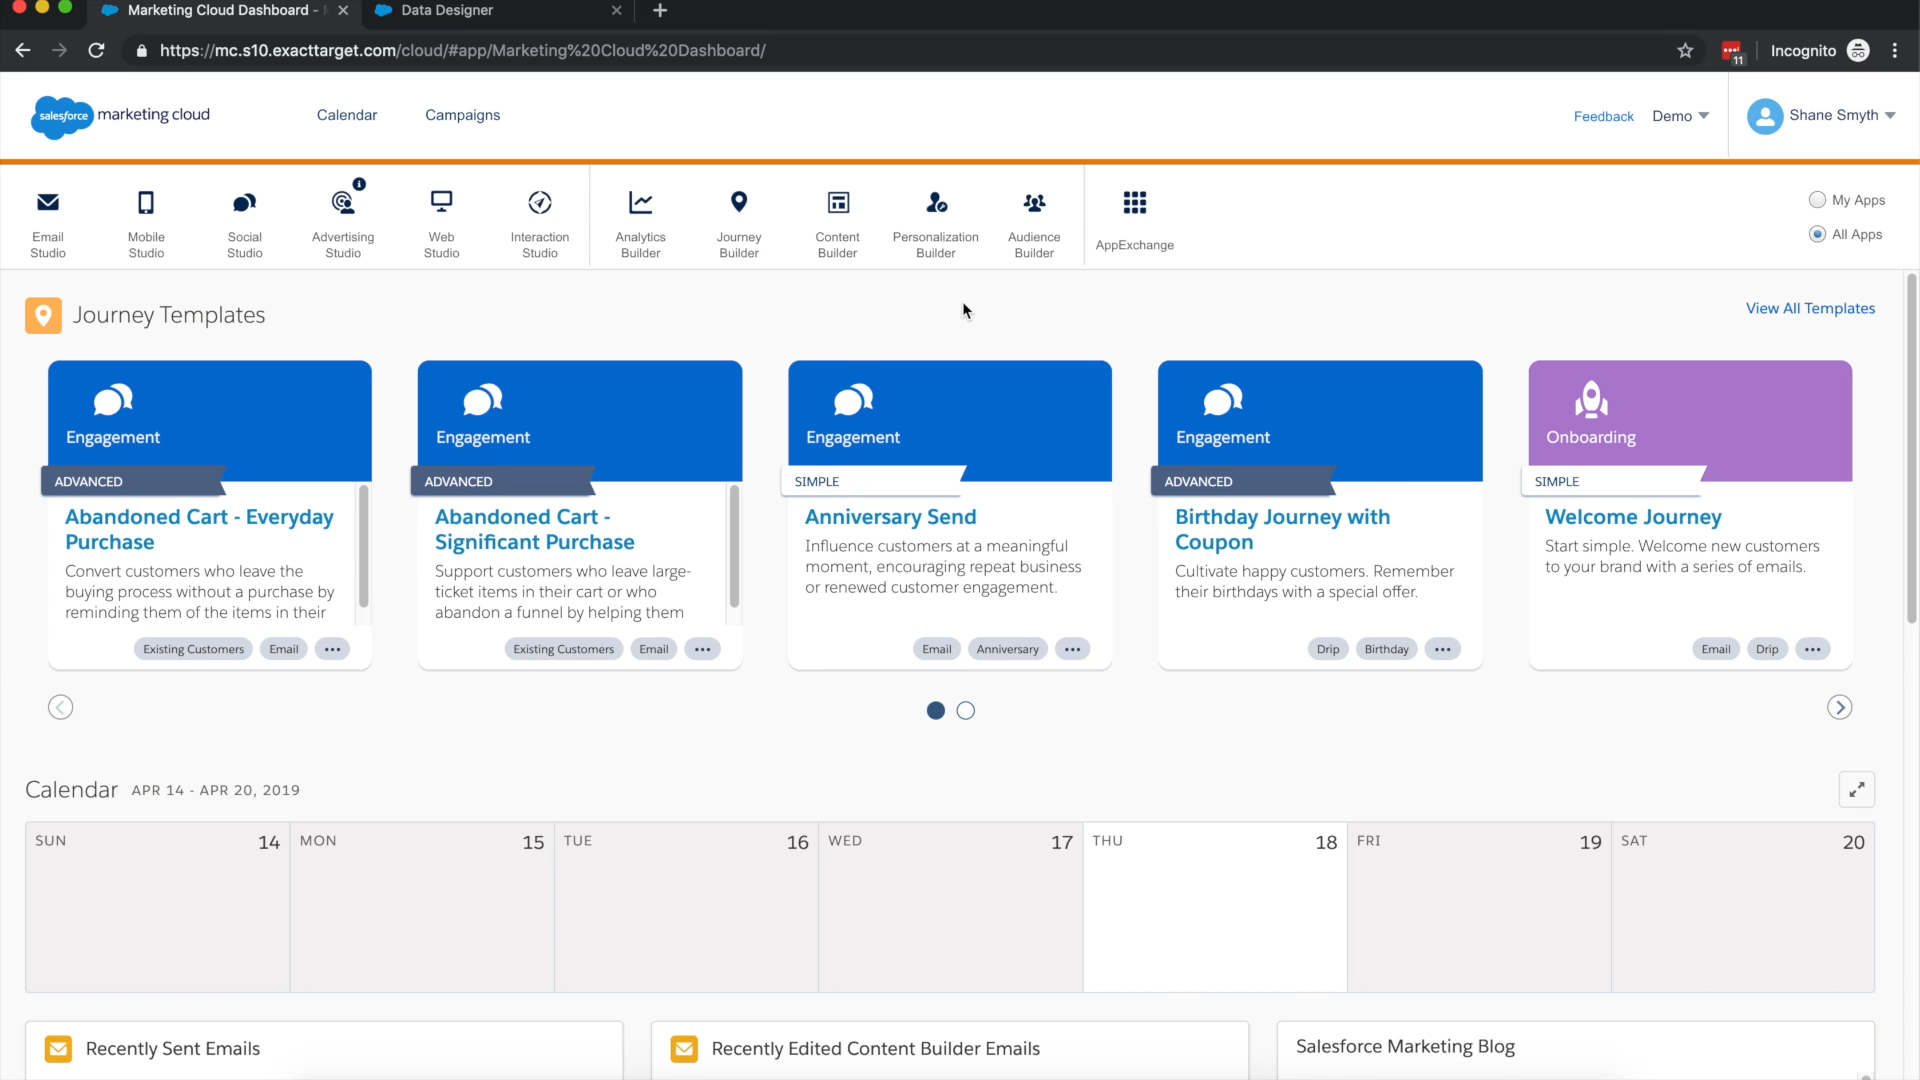 Marketing Cloud Dashboard -
Data Designer
https://mc.s10.exacttarget.com/cloud/#app/Marketing%20Cloud%20Dashboard/
11
Incognito
salesforce marketing cloud
Calendar
Campaigns
Feedback
Demo
Shane Smyth
Email Studio
Mobile Studio
Social Studio
Advertising Studio
Web Studio
Interaction Studio
Analytics Builder
Journey Builder
Content Builder
Personalization Builder
Audience Builder
AppExchange
My Apps
All Apps
Journey Templates
View All Templates
Engagement
ADVANCED
Abandoned Cart - Everyday
Purchase
Convert customers who leave the
buying process without a purchase by
reminding them of the items in their
Existing Customers
Email
Engagement
ADVANCED
Abandoned Cart -
Significant Purchase
Support customers who leave large-
ticket items in their cart or who
abandon a funnel by helping them
Existing Customers
Email
Engagement
SIMPLE
Anniversary Send
Influence customers at a meaningful
moment, encouraging repeat business
or renewed customer engagement.
Email
Anniversary
Engagement
ADVANCED
Birthday Journey with
Coupon
Cultivate happy customers. Remember
their birthdays with a special offer.
Drip
Birthday
Onboarding
SIMPLE
Welcome Journey
Start simple. Welcome new customers
to your brand with a series of emails.
Email
Drip
Calendar APR 14 - APR 20, 2019
SUN 14
MON 15
TUE 16
WED 17
THU 18
FRI 19
SAT 20
Recently Sent Emails
Recently Edited Content Builder Emails
Salesforce Marketing Blog